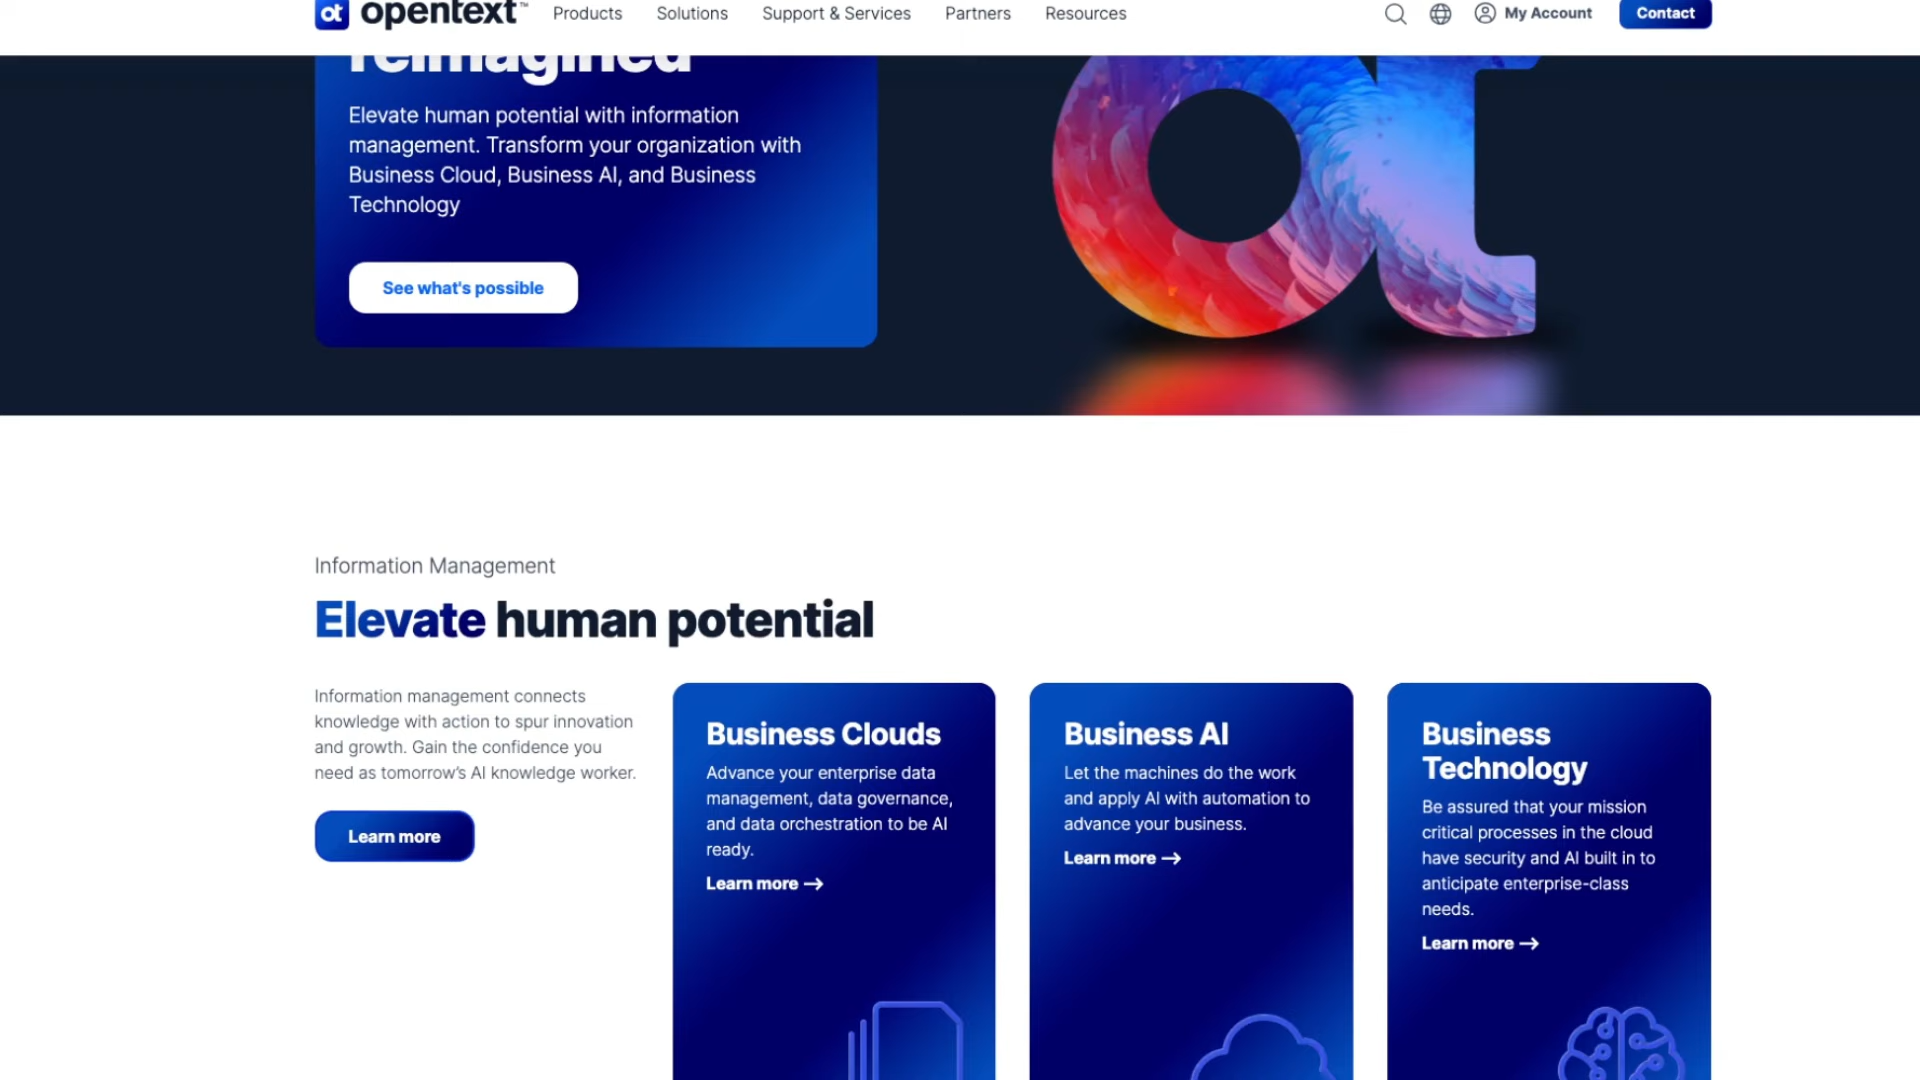 ot opentext™ Products Solutions Support & Services Partners Resources My Account Contact
reimagined
Elevate human potential with information
management. Transform your organization with
Business Cloud, Business AI, and Business
Technology
See what's possible
ot
Information Management
Elevate human potential
Information management connects
knowledge with action to spur innovation
and growth. Gain the confidence you
need as tomorrow’s AI knowledge worker.
Learn more
Business Clouds
Advance your enterprise data
management, data governance,
and data orchestration to be AI
ready.
Learn more →
Business AI
Let the machines do the work
and apply AI with automation to
advance your business.
Learn more →
Business
Technology
Be assured that your mission
critical processes in the cloud
have security and AI built in to
anticipate enterprise-class
needs.
Learn more →